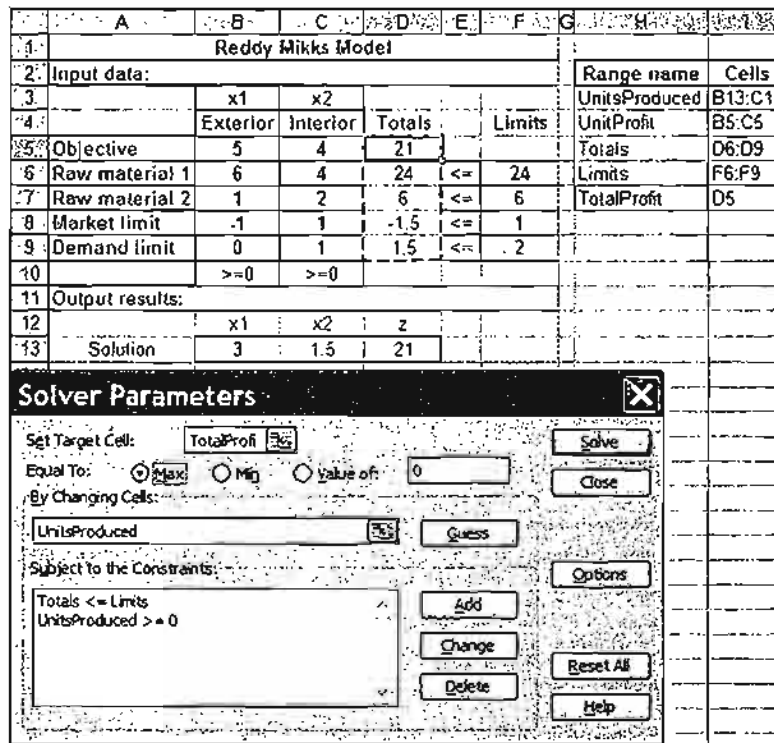 A B C D E F G H I
1 Reddy Mikks Model
2 Input data: Range name Cells
3 x1 x2 UnitsProduced B13:C1
4 Exterior Interior Totals Limits UnitProfit B5:C5
5 Objective 5 4 21 Totals D6:D9
6 Raw material 1 6 4 24 <= 24 Limits F6:F9
7 Raw material 2 1 2 6 <= 6 TotalProfit D5
8 Market limit -1 1 -1.5 <= 1
9 Demand limit 0 1 1.5 <= 2
10 >=0 >=0
11 Output results:
12 x1 x2 z
13 Solution 3 1.5 21
Solver Parameters
Set Target Cell: TotalProfi Solve
Equal To: Max Min Value of: 0 Close
By Changing Cells:
UnitsProduced Guess
Subject to the Constraints: Options
Totals <= Limits Add
UnitsProduced >= 0
Change
Reset All
Delete
Help